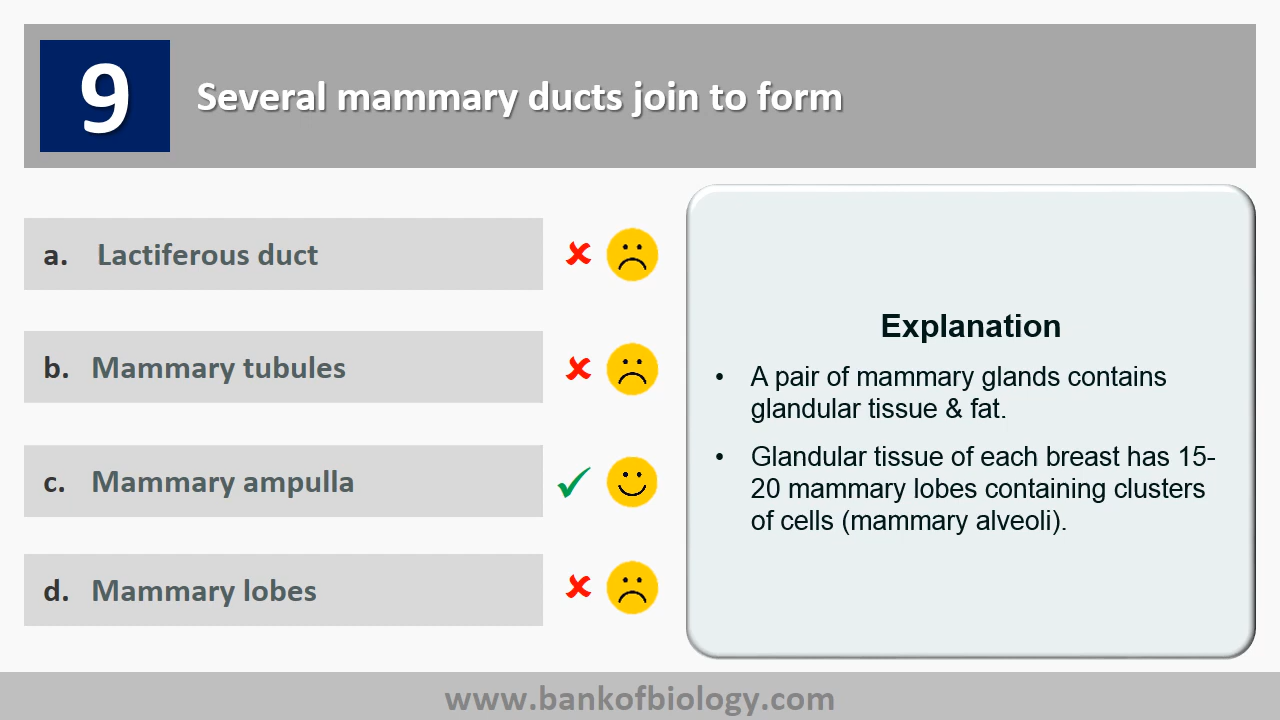 9
Several mammary ducts join to form
a. Lactiferous duct
b. Mammary tubules
c. Mammary ampulla
d. Mammary lobes
Explanation
• A pair of mammary glands contains
glandular tissue & fat.
• Glandular tissue of each breast has 15-
20 mammary lobes containing clusters
of cells (mammary alveoli).
www.bankofbiology.com